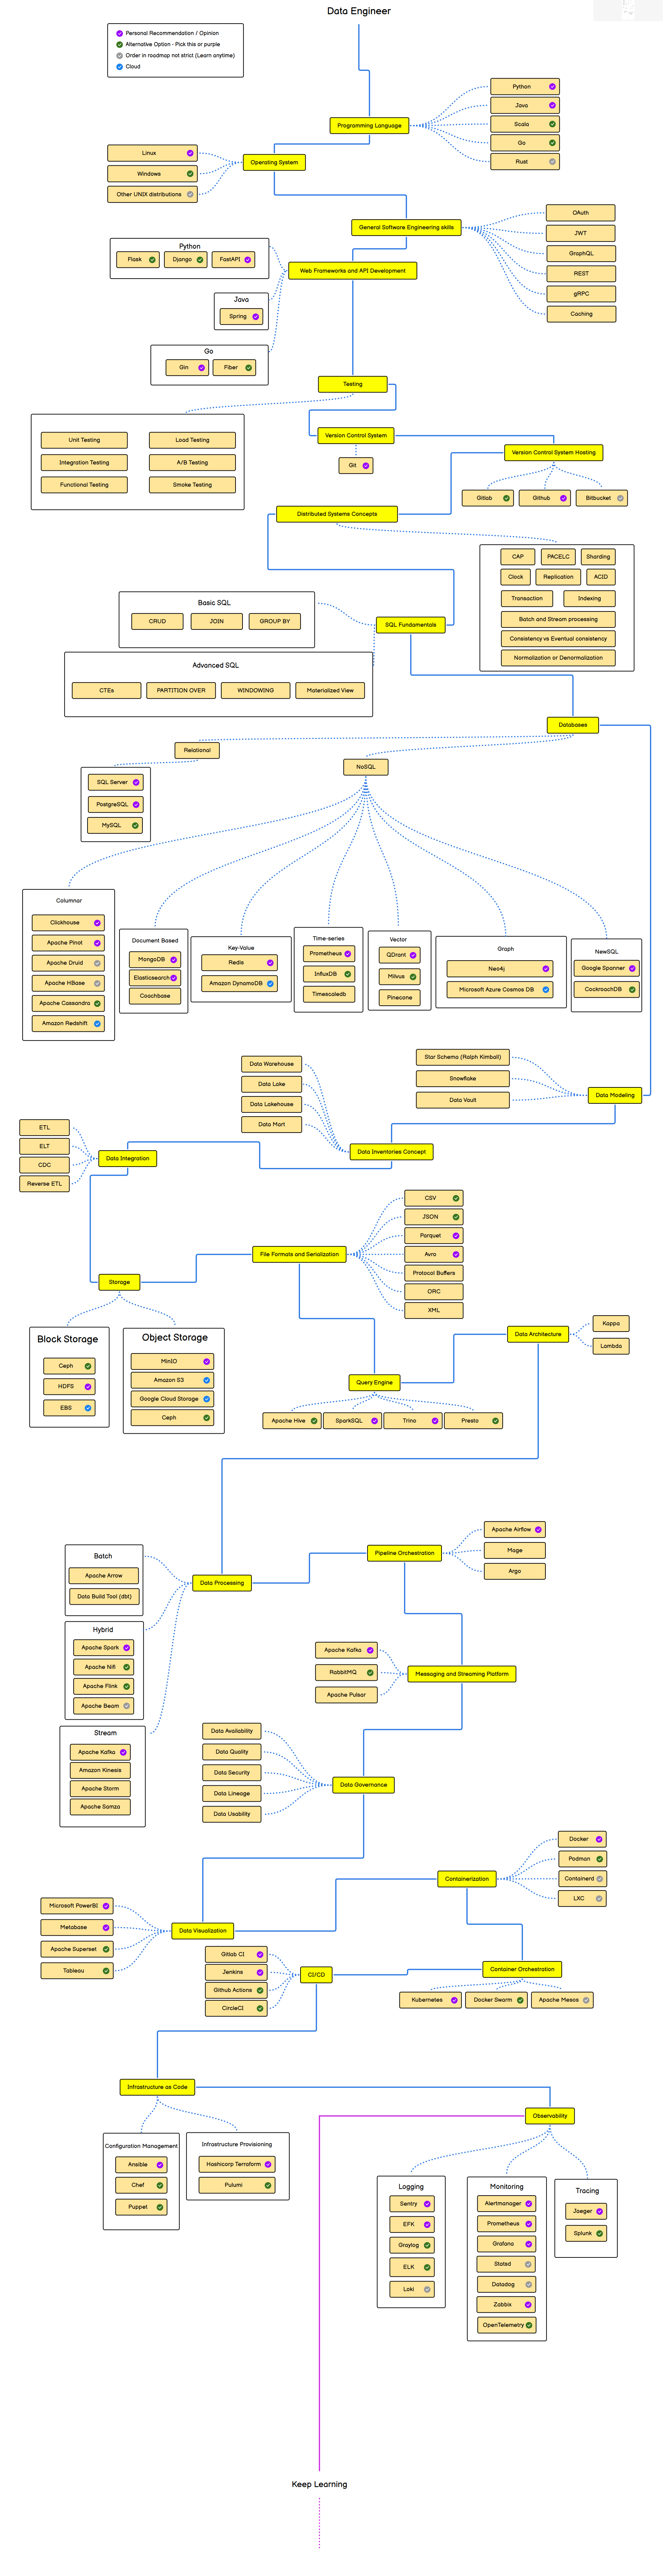 Data Engineer
Personal Recommendation / Opinion
Alternative Option - Pick this or purple
Order in roadmap not strict (Learn anytime)
Cloud
Programming Language
Python
Java
Scala
Go
Rust
Operating System
Linux
Windows
Other UNIX distributions
General Software Engineering skills
OAuth
JWT
GraphQL
REST
gRPC
Caching
Web Frameworks and API Development
Python
Flask
Django
FastAPI
Java
Spring
Go
Gin
Fiber
Testing
Unit Testing
Load Testing
Integration Testing
A/B Testing
Functional Testing
Smoke Testing
Version Control System
Git
Version Control System Hosting
Gitlab
Github
Bitbucket
Distributed Systems Concepts
CAP
PACELC
Sharding
Clock
Replication
ACID
Transaction
Indexing
Batch and Stream processing
Consistency vs Eventual consistency
Normalization or Denormalization
SQL Fundamentals
Basic SQL
CRUD
JOIN
GROUP BY
Advanced SQL
CTEs
PARTITION OVER
WINDOWING
Materialized View
Databases
Relational
SQL Server
PostgreSQL
MySQL
NoSQL
Columnar
Clickhouse
Apache Pinot
Apache Druid
Apache HBase
Apache Cassandra
Amazon Redshift
Document Based
MongoDB
Elasticsearch
Coachbase
Key-Value
Redis
Amazon DynamoDB
Time-series
Prometheus
InfluxDB
Timescaledb
Vector
QDrant
Milvus
Pinecone
Graph
Neo4j
Microsoft Azure Cosmos DB
NewSQL
Google Spanner
CockroachDB
Data Modeling
Star Schema (Ralph Kimball)
Snowflake
Data Vault
Data Inventories Concept
Data Warehouse
Data Lake
Data Lakehouse
Data Mart
Data Integration
ETL
ELT
CDC
Reverse ETL
Storage
Block Storage
Ceph
HDFS
EBS
Object Storage
MinIO
Amazon S3
Google Cloud Storage
Ceph
File Formats and Serialization
CSV
JSON
Parquet
Avro
Protocol Buffers
ORC
XML
Query Engine
Apache Hive
SparkSQL
Trino
Presto
Data Architecture
Kappa
Lambda
Data Processing
Batch
Apache Arrow
Data Build Tool (dbt)
Hybrid
Apache Spark
Apache Nifi
Apache Flink
Apache Beam
Stream
Apache Kafka
Amazon Kinesis
Apache Storm
Apache Samza
Pipeline Orchestration
Apache Airflow
Mage
Argo
Messaging and Streaming Platform
Apache Kafka
RabbitMQ
Apache Pulsar
Data Governance
Data Availability
Data Quality
Data Security
Data Lineage
Data Usability
Data Visualization
Microsoft PowerBI
Metabase
Apache Superset
Tableau
Containerization
Docker
Podman
Containerd
LXC
Container Orchestration
Kubernetes
Docker Swarm
Apache Mesos
CI/CD
Gitlab CI
Jenkins
Github Actions
CircleCI
Infrastructure as Code
Configuration Management
Ansible
Chef
Puppet
Infrastructure Provisioning
Hashicorp Terraform
Pulumi
Observability
Logging
Sentry
EFK
Graylog
ELK
Loki
Monitoring
Alertmanager
Prometheus
Grafana
Statsd
Datadog
Zabbix
OpenTelemetry
Tracing
Jaeger
Splunk
Keep Learning